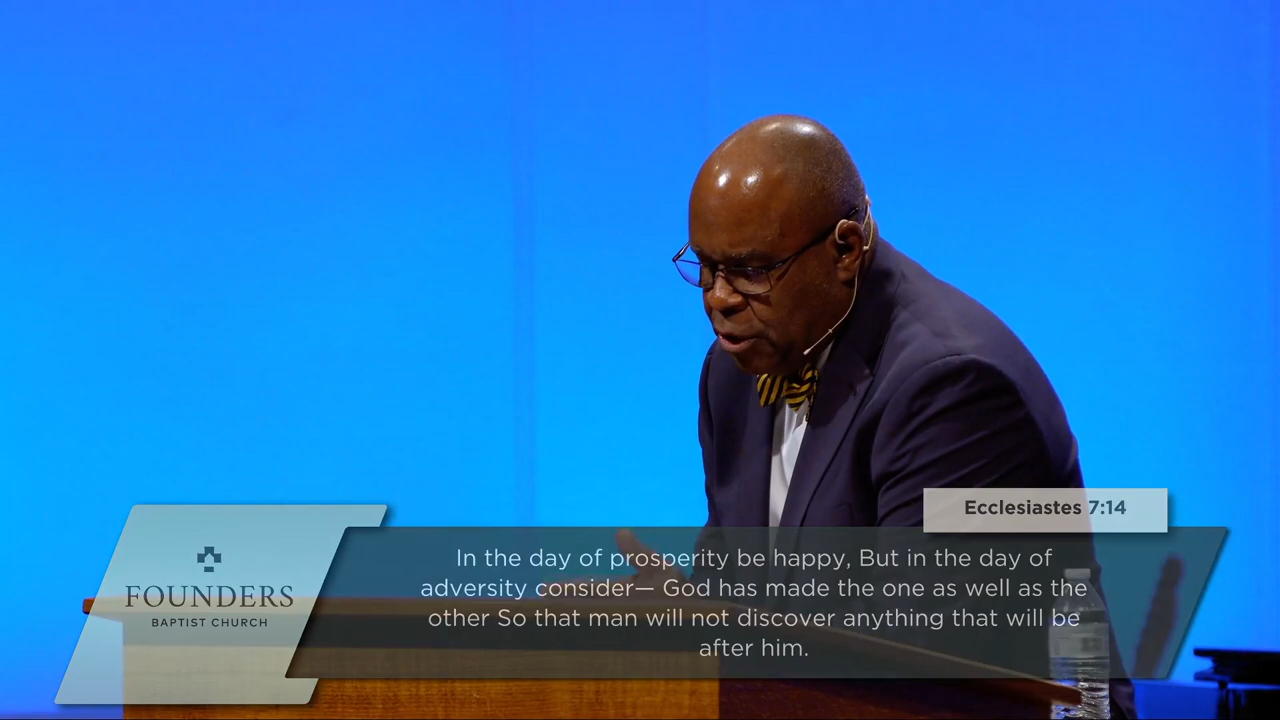 Ecclesiastes 7:14
In the day of prosperity be happy, But in the day of
adversity consider— God has made the one as well as the
other So that man will not discover anything that will be
after him.
FOUNDERS
BAPTIST CHURCH